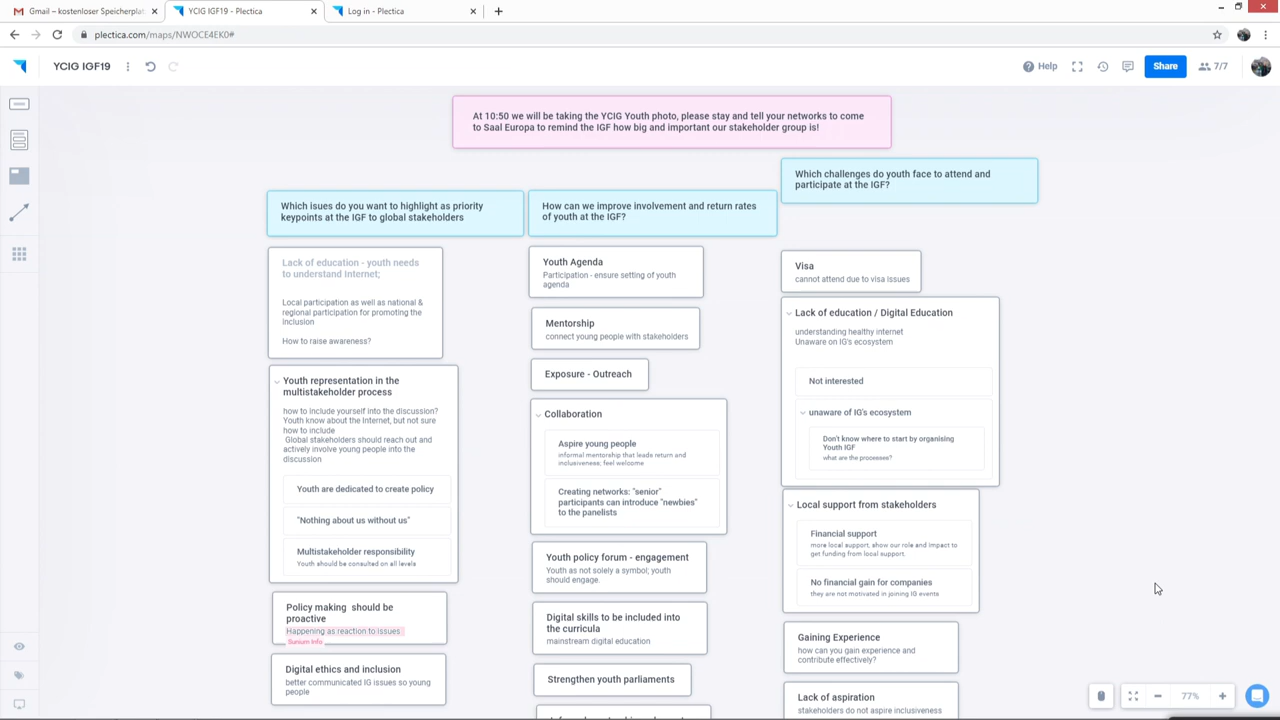 Gmail – kostenloser Speicherplat
YCIG IGF19 - Plectica
Log in - Plectica
plectica.com/maps/NWOCE4EK0#
YCIG IGF19
Help
Share
7/7
At 10:50 we will be taking the YCIG Youth photo, please stay and tell your networks to come
to Saal Europa to remind the IGF how big and important our stakeholder group is!
Which isues do you want to highlight as priority
keypoints at the IGF to global stakeholders
Lack of education - youth needs
to understand Internet;
Local participation as well as national &
regional participation for promoting the
inclusion
How to raise awareness?
Youth representation in the
multistakeholder process
how to include yourself into the discussion?
Youth know about the Internet, but not sure
how to include
Global stakeholders should reach out and
actively involve young people into the
discussion
Youth are dedicated to create policy
"Nothing about us without us"
Multistakeholder responsibility
Youth should be consulted on all levels
Policy making should be
proactive
Happening as reaction to issues
Digital ethics and inclusion
better communicated IG issues so young
people
How can we improve involvement and return rates
of youth at the IGF?
Youth Agenda
Participation - ensure setting of youth
agenda
Mentorship
connect young people with stakeholders
Exposure - Outreach
Collaboration
Aspire young people
informal mentorship that leads return and
inclusiveness; feel welcome
Creating networks: "senior"
participants can introduce "newbies"
to the panelists
Youth policy forum - engagement
Youth as not solely a symbol; youth
should engage.
Digital skills to be included into
the curricula
mainstream digital education
Strengthen youth parliaments
Which challenges do youth face to attend and
participate at the IGF?
Visa
cannot attend due to visa issues
Lack of education / Digital Education
understanding healthy internet
Unaware on IG's ecosystem
Not interested
unaware of IG's ecosystem
Don't know where to start by organising
Youth IGF
what are the processes?
Local support from stakeholders
Financial support
more local support, show our role and impact to
get funding from local support.
No financial gain for companies
they are not motivated in joining IG events
Gaining Experience
how can you gain experience and
contribute effectively?
Lack of aspiration
stakeholders do not aspire inclusiveness
77%